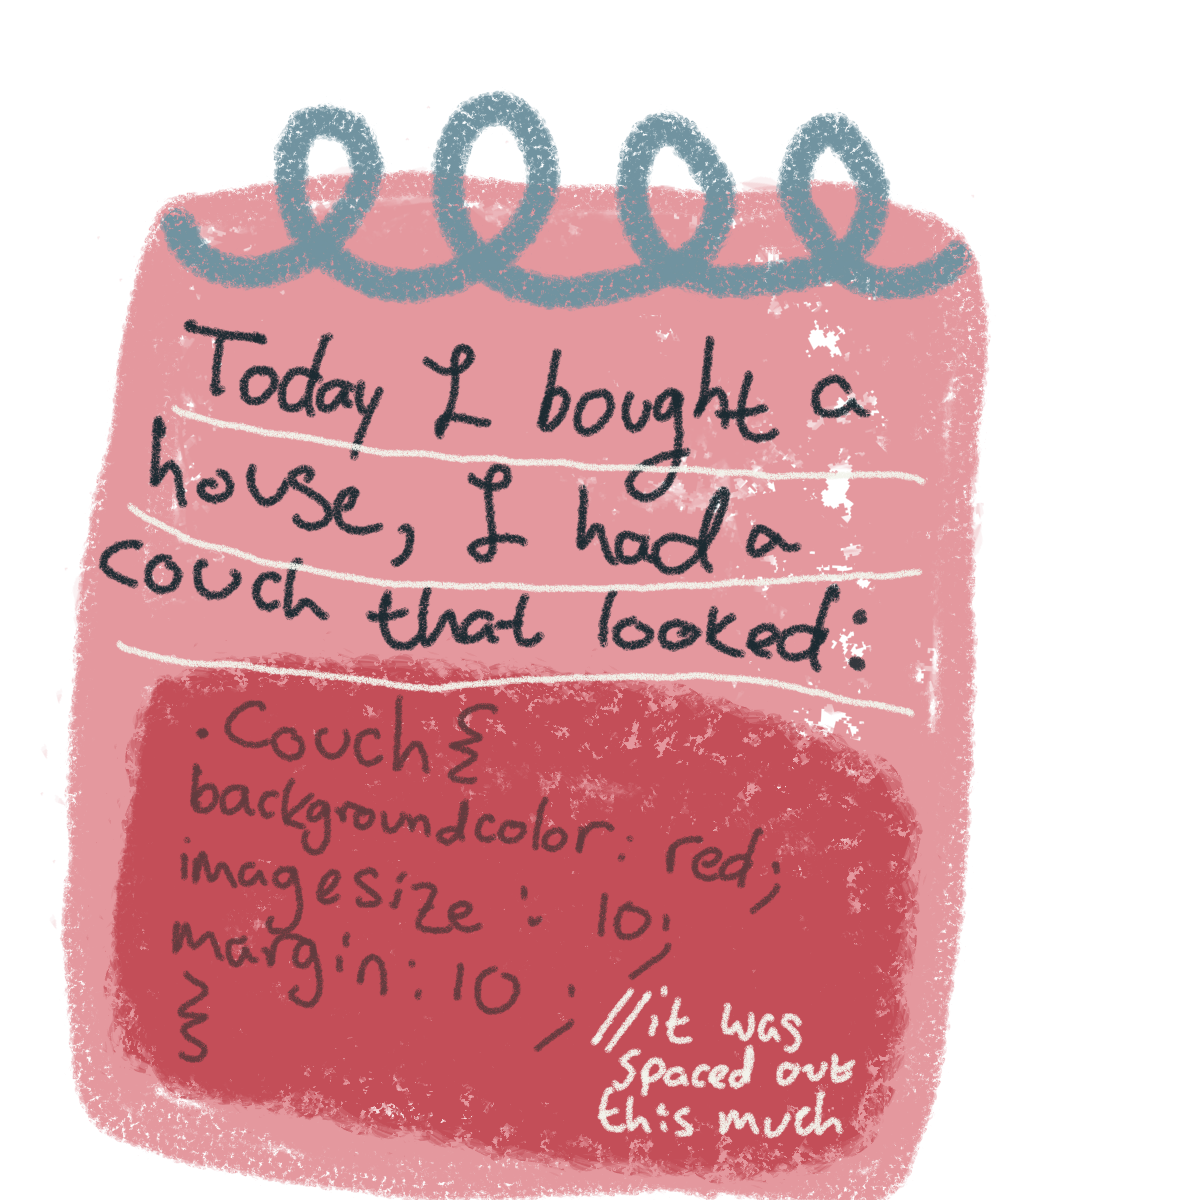 Today I bought a
house, I had a
couch that looked:
.Couch{
backgroundcolor: red;
imagesize: 10;
margin: 10;
}
//it was
spaced out
this much